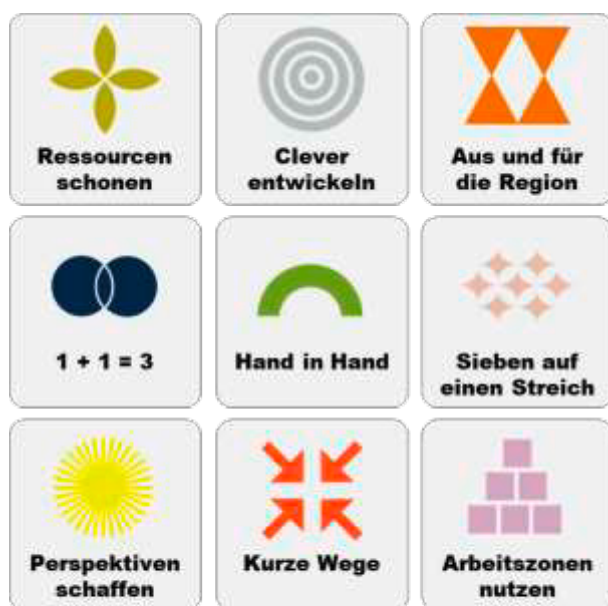 Ressourcen
schonen
Clever
entwickeln
Aus und für
die Region
1 + 1 = 3
Hand in Hand
Sieben auf
einen Streich
Perspektiven
schaffen
Kurze Wege
Arbeitszonen
nutzen